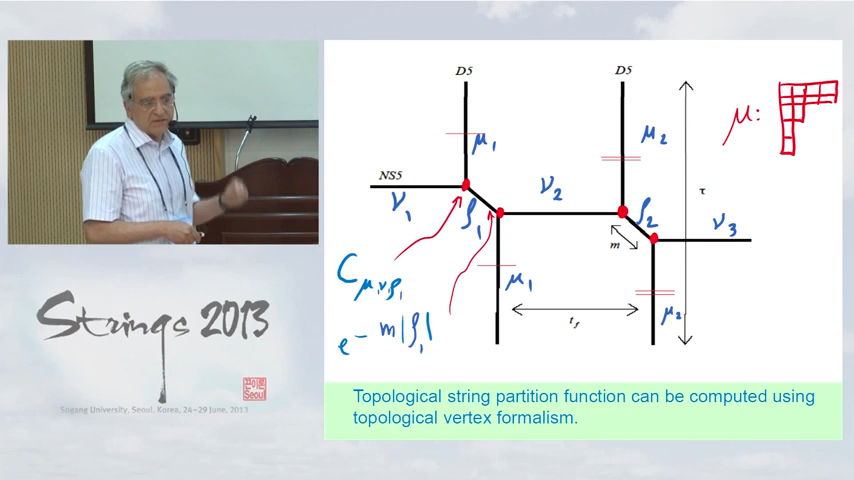 D5
D5
μ:
μ₁
μ₂
NS5
ν₁
ν₂
τ
ρ₁
ρ₂
ν₃
m
C_{μ₁ν₁ρ₁}
μ₁
μ₂
t_f
e^{-m|ρ₁|}
Strings 2013
Sogang University, Seoul, Korea, 24-29 June, 2013
Topological string partition function can be computed using
topological vertex formalism.